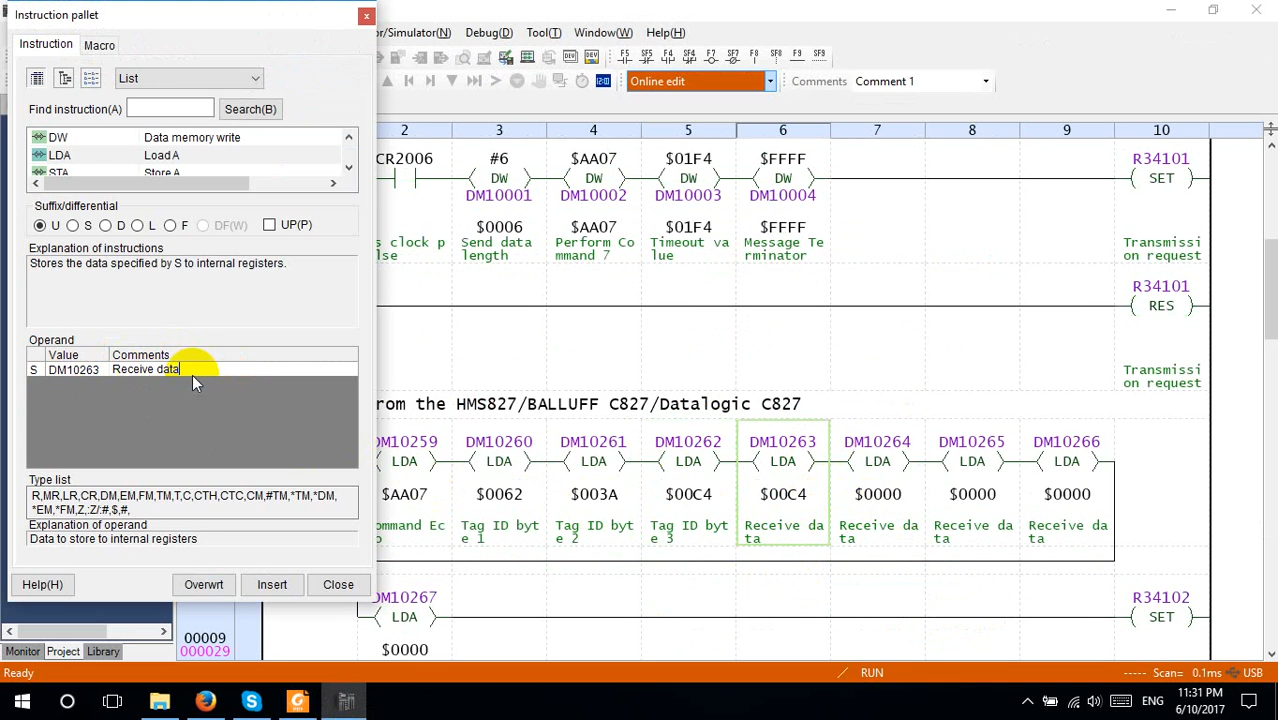 Instruction pallet
Instruction Macro
List
Find instruction(A) Search(B)
DW Data memory write
LDA Load A
STA Store A
Suffix/differential
U S D L F DF(W) UP(P)
Explanation of instructions
Stores the data specified by S to internal registers.
Operand
Value Comments
S DM10263 Receive data
Type list
R,MR,LR,CR,DM,EM,FM,TM,T,C,CTH,CTC,CM,#TM,*TM,*DM,
*EM,*FM,Z,:Z/:#,$,#,
Explanation of operand
Data to store to internal registers
Help(H) Overwrt Insert Close
Monitor Project Library
or/Simulator(N) Debug(D) Tool(T) Window(W) Help(H)
F5 SF5 F4 SF4 F7 SF7 F8 F9 SF9
Online edit Comments Comment 1
2 3 4 5 6 7 8 9 10
CR2006 #6 $AA07 $01F4 $FFFF R34101
DW DW DW DW SET
DM10001 DM10002 DM10003 DM10004
$0006 $AA07 $01F4 $FFFF
s clock p Send data Perform Co Timeout va Message Te Transmissi
lse length mmand 7 lue rminator on request
R34101
RES
Transmissi
on request
rom the HMS827/BALLUFF C827/Datalogic C827
DM10259 DM10260 DM10261 DM10262 DM10263 DM10264 DM10265 DM10266
LDA LDA LDA LDA LDA LDA LDA LDA
$AA07 $0062 $003A $00C4 $00C4 $0000 $0000 $0000
ommand Ec Tag ID byt Tag ID byt Tag ID byt Receive da Receive da Receive da Receive da
o e 1 e 2 e 3 ta ta ta ta
DM10267 R34102
LDA SET
00009
000029 $0000
Ready RUN ----- Scan= 0.1ms USB
ENG 11:31 PM
6/10/2017